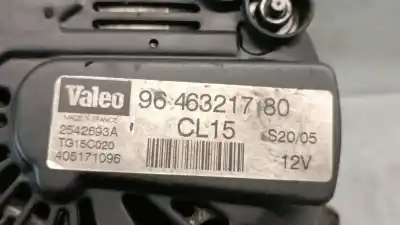 Valeo 96 463217 80
MADE IN FRANCE
2542693A CL15 S20/05
TG15C020
405171096 12V